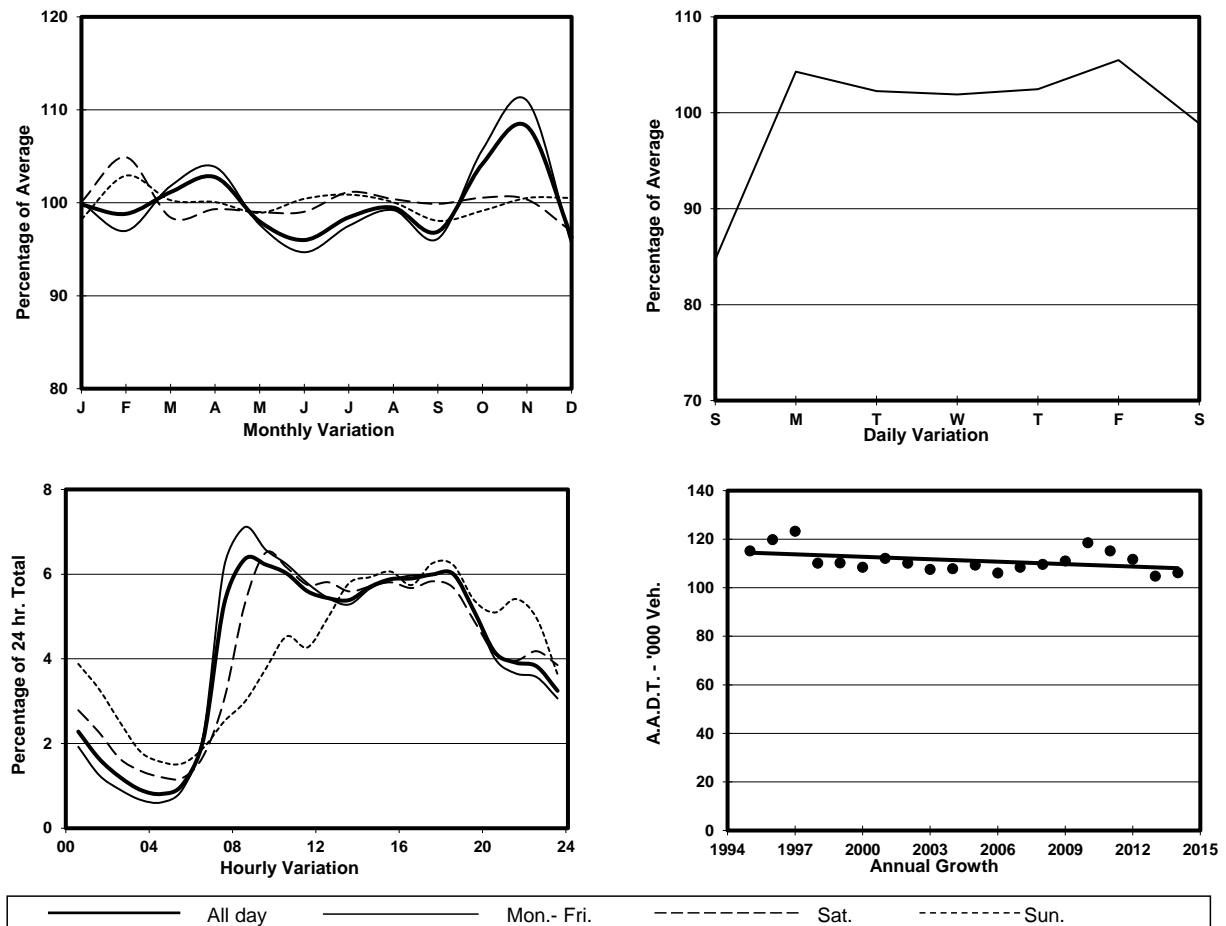 120
110
100
90
80
Percentage of Average
J F M A M J J A S O N D
Monthly Variation
110
100
90
80
70
Percentage of Average
S M T W T F S
Daily Variation
8
6
4
2
0
Percentage of 24 hr. Total
00 04 08 12 16 20 24
Hourly Variation
140
120
100
80
60
40
20
0
A.A.D.T. - '000 Veh.
1994 1997 2000 2003 2006 2009 2012 2015
Annual Growth
All day Mon.- Fri. Sat. Sun.